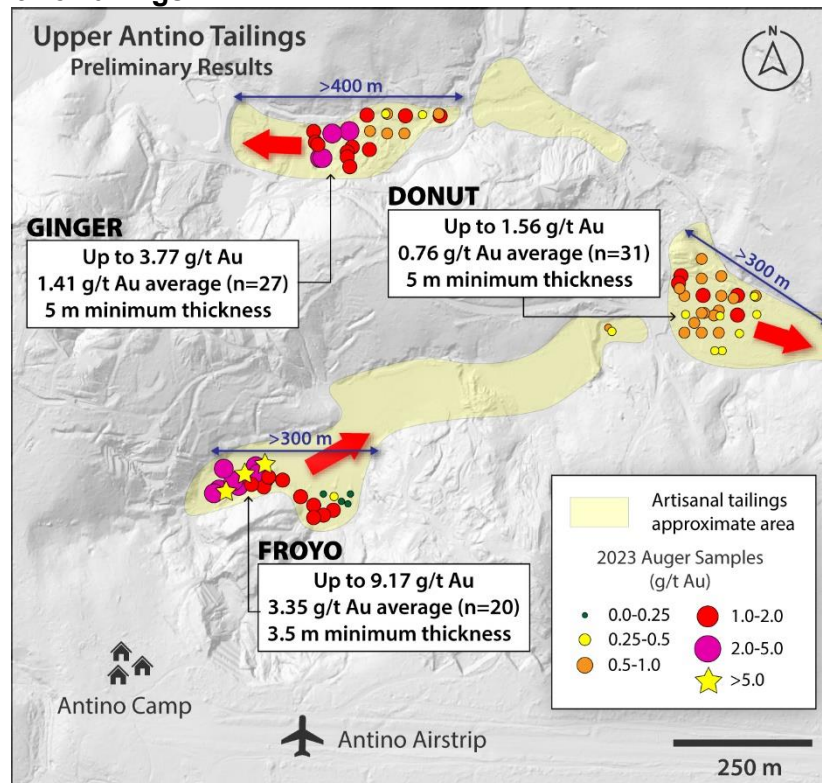 Upper Antino Tailings
Preliminary Results
N
>400 m
GINGER
Up to 3.77 g/t Au
1.41 g/t Au average (n=27)
5 m minimum thickness
DONUT
Up to 1.56 g/t Au
0.76 g/t Au average (n=31)
5 m minimum thickness
>300 m
>300 m
FROYO
Up to 9.17 g/t Au
3.35 g/t Au average (n=20)
3.5 m minimum thickness
Artisanal tailings
approximate area
2023 Auger Samples
(g/t Au)
0.0-0.25
0.25-0.5
0.5-1.0
1.0-2.0
2.0-5.0
>5.0
Antino Camp
Antino Airstrip
250 m